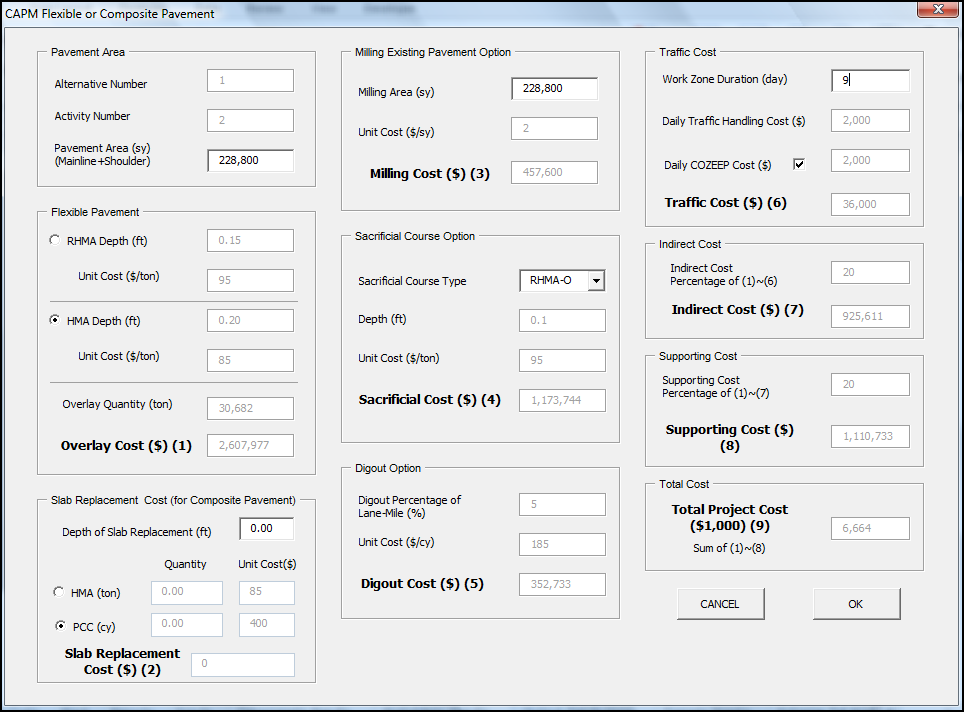 CAPM Flexible or Composite Pavement
Pavement Area
Alternative Number 1
Activity Number 2
Pavement Area (sy)
(Mainline+Shoulder) 228,800
Flexible Pavement
RHMA Depth (ft) 0.15
Unit Cost ($/ton) 95
HMA Depth (ft) 0.20
Unit Cost ($/ton) 85
Overlay Quantity (ton) 30,682
Overlay Cost ($) (1) 2,607,977
Slab Replacement Cost (for Composite Pavement)
Depth of Slab Replacement (ft) 0.00
Quantity Unit Cost($)
HMA (ton) 0.00 85
PCC (cy) 0.00 400
Slab Replacement
Cost ($) (2) 0
Milling Existing Pavement Option
Milling Area (sy) 228,800
Unit Cost ($/sy) 2
Milling Cost ($) (3) 457,600
Sacrificial Course Option
Sacrificial Course Type RHMA-O
Depth (ft) 0.1
Unit Cost ($/ton) 95
Sacrificial Cost ($) (4) 1,173,744
Digout Option
Digout Percentage of
Lane-Mile (%) 5
Unit Cost ($/cy) 185
Digout Cost ($) (5) 352,733
Traffic Cost
Work Zone Duration (day) 9
Daily Traffic Handling Cost ($) 2,000
Daily COZEEP Cost ($) 2,000
Traffic Cost ($) (6) 36,000
Indirect Cost
Indirect Cost
Percentage of (1)~(6) 20
Indirect Cost ($) (7) 925,611
Supporting Cost
Supporting Cost
Percentage of (1)~(7) 20
Supporting Cost ($)
(8) 1,110,733
Total Cost
Total Project Cost
($1,000) (9) 6,664
Sum of (1)~(8)
CANCEL OK